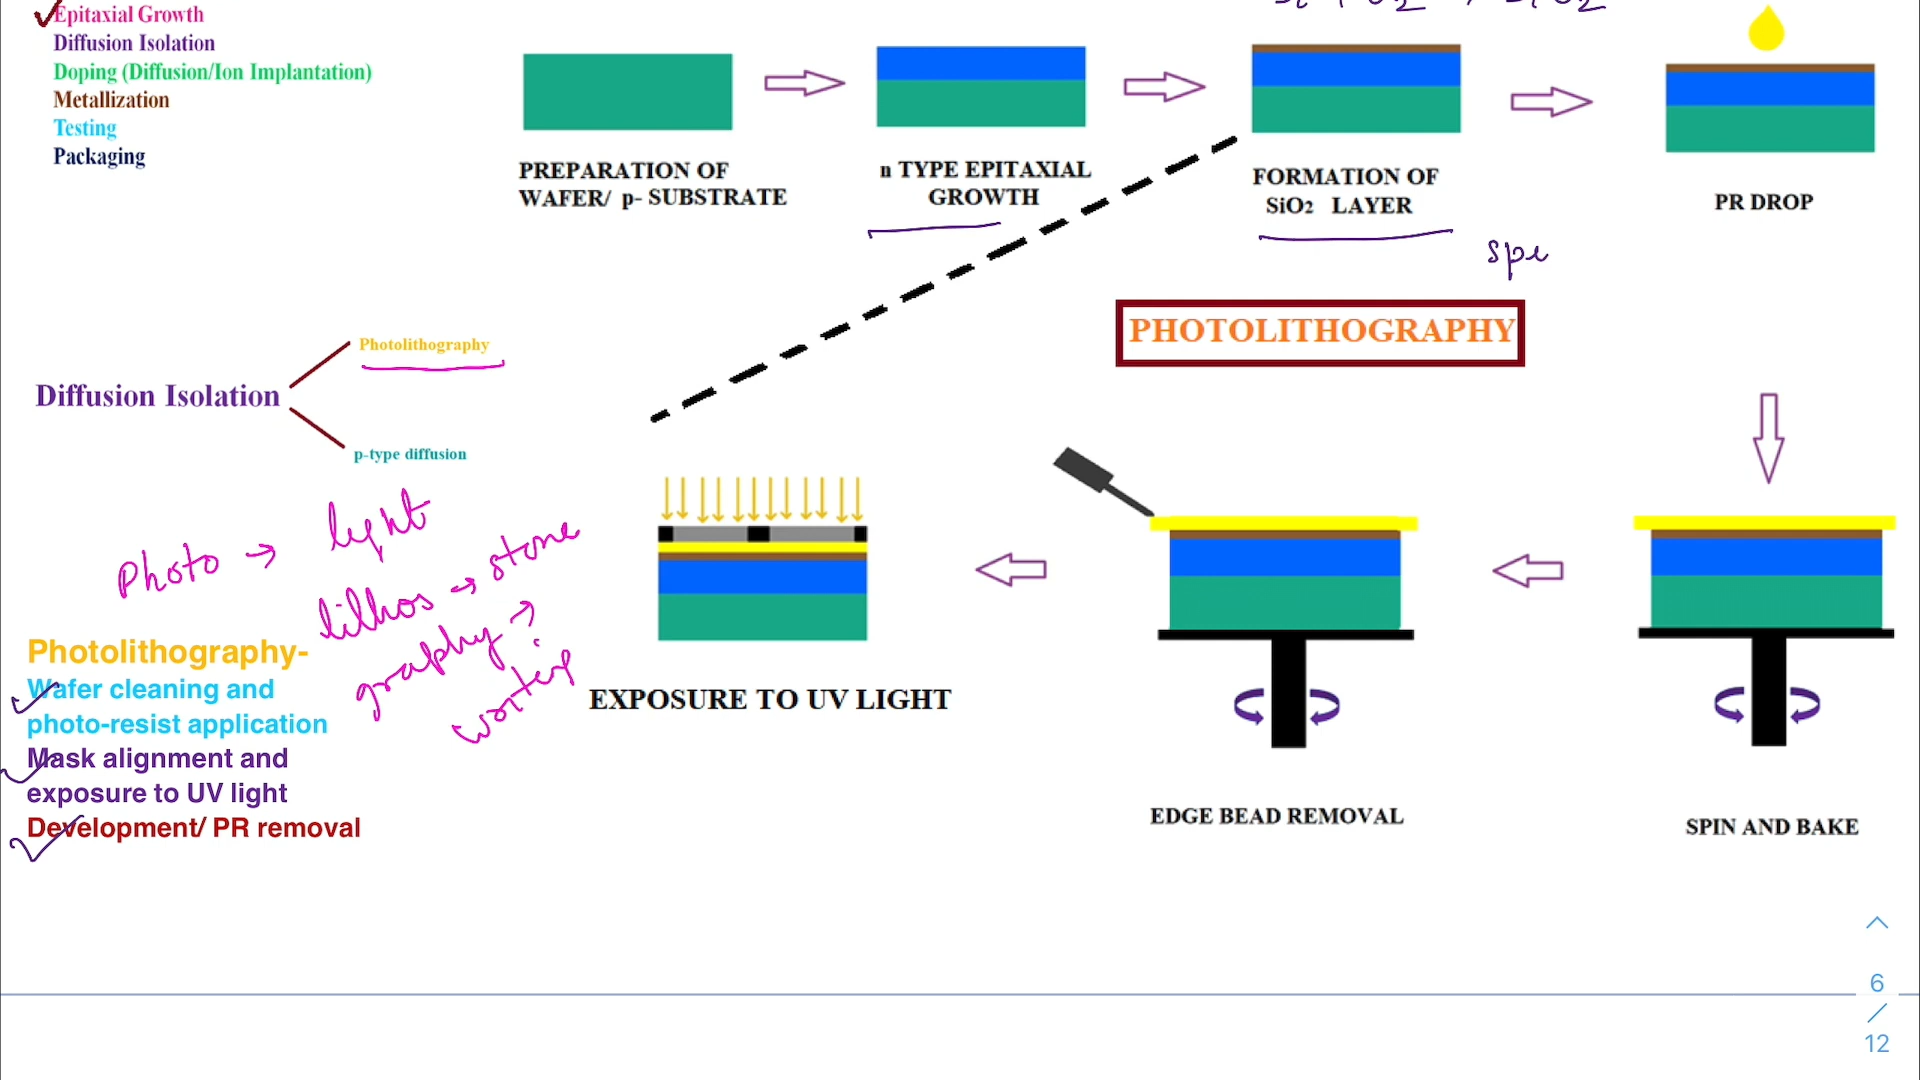 Epitaxial Growth
Diffusion Isolation
Doping (Diffusion/Ion Implantation)
Metallization
Testing
Packaging
PREPARATION OF
WAFER/ p- SUBSTRATE
n TYPE EPITAXIAL
GROWTH
FORMATION OF
SiO2 LAYER
PR DROP
spe
PHOTOLITHOGRAPHY
Diffusion Isolation
Photolithography
p-type diffusion
Photo → light
lithos → stone
graphy →
writing
Photolithography-
Wafer cleaning and
photo-resist application
Mask alignment and
exposure to UV light
Development/ PR removal
EXPOSURE TO UV LIGHT
EDGE BEAD REMOVAL
SPIN AND BAKE
6
/
12